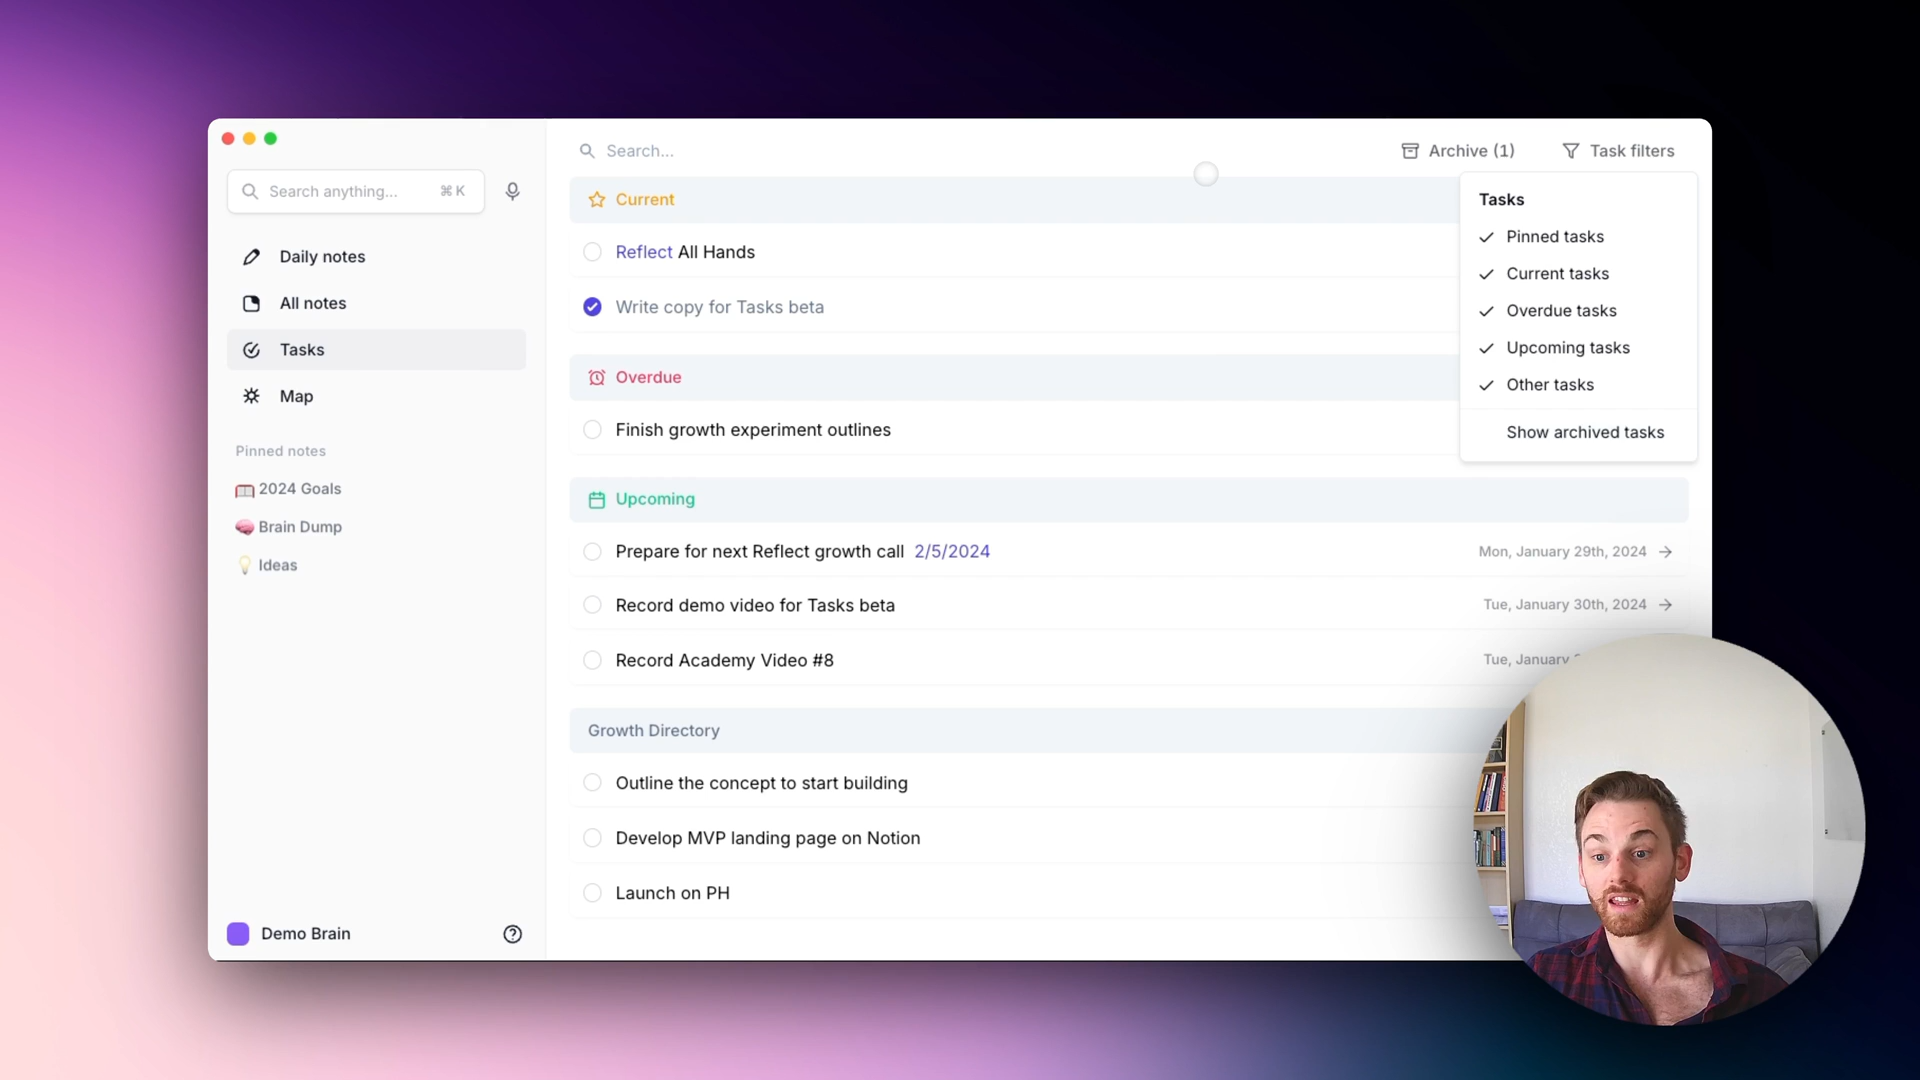 Search anything... ⌘ K
Daily notes
All notes
Tasks
Map
Pinned notes
2024 Goals
Brain Dump
Ideas
Demo Brain
Search...
Archive (1)
Task filters
Current
Reflect All Hands
Write copy for Tasks beta
Overdue
Finish growth experiment outlines
Upcoming
Prepare for next Reflect growth call 2/5/2024
Mon, January 29th, 2024
Record demo video for Tasks beta
Tue, January 30th, 2024
Record Academy Video #8
Tue, January
Growth Directory
Outline the concept to start building
Develop MVP landing page on Notion
Launch on PH
Tasks
Pinned tasks
Current tasks
Overdue tasks
Upcoming tasks
Other tasks
Show archived tasks